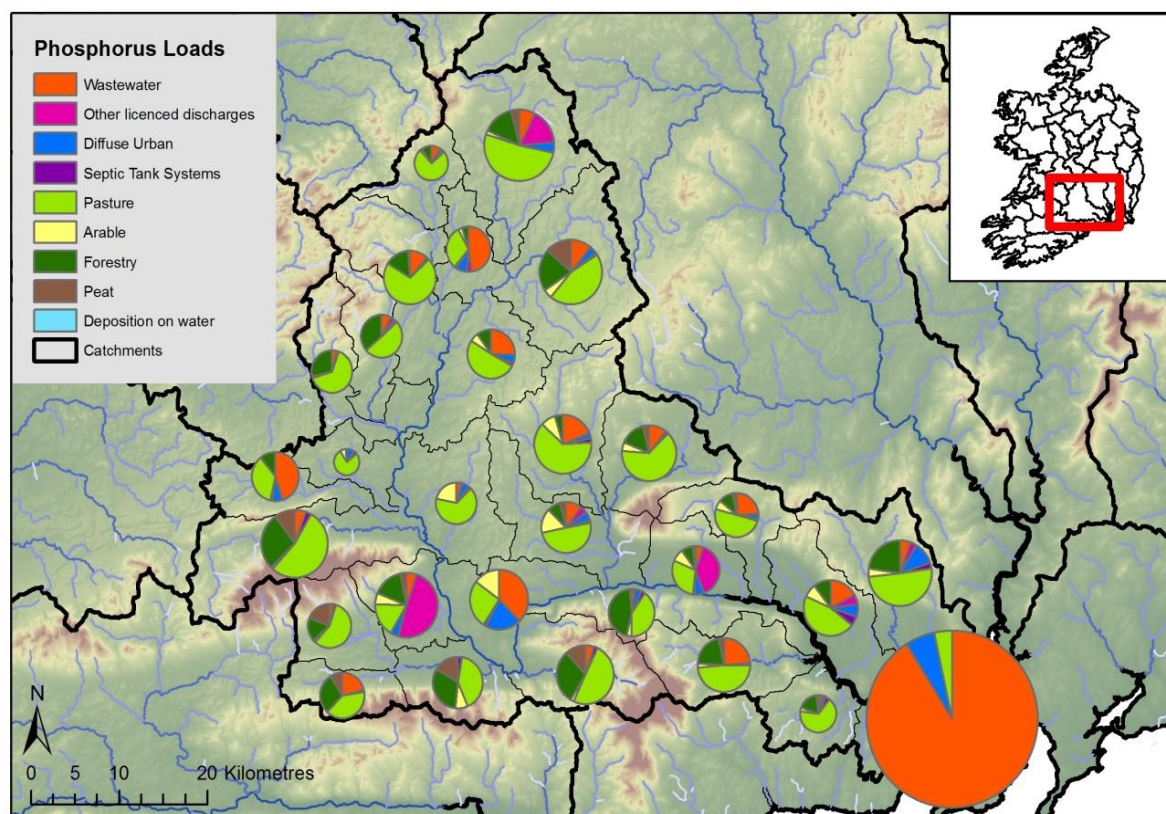 Phosphorus Loads
Wastewater
Other licenced discharges
Diffuse Urban
Septic Tank Systems
Pasture
Arable
Forestry
Peat
Deposition on water
Catchments
N
0 5 10 20 Kilometres